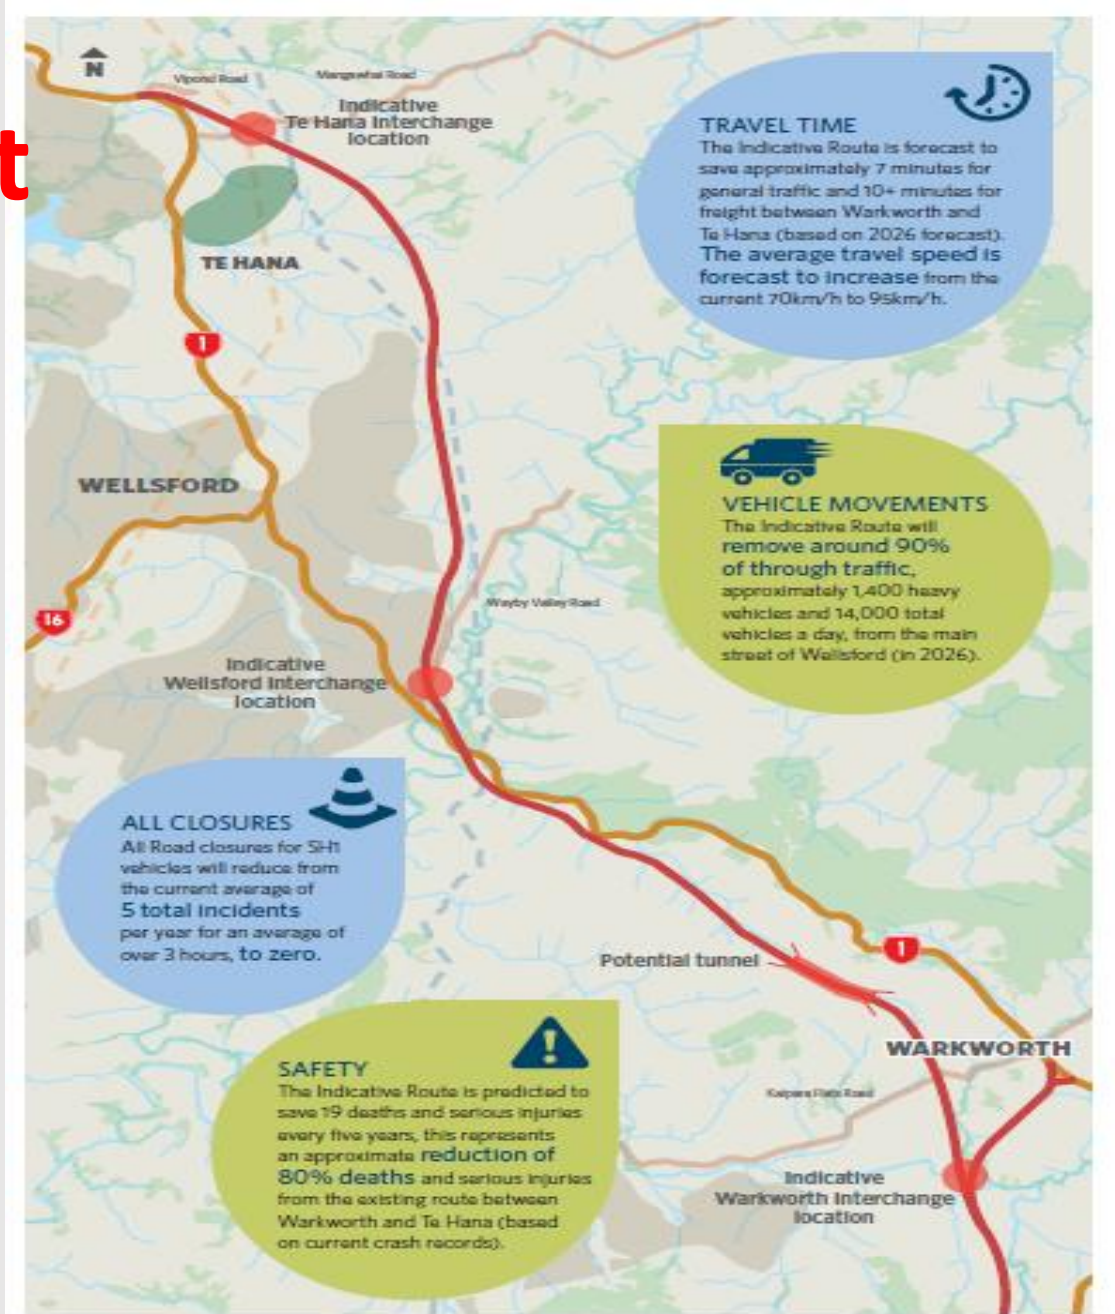 t
N
Vipond Road
Mangawhai Road
Indicative
Te Hana Interchange
location
TRAVEL TIME
The Indicative Route is forecast to
save approximately 7 minutes for
general traffic and 10+ minutes for
freight between Warkworth and
Te Hana (based on 2026 forecast).
The average travel speed is
forecast to increase from the
current 70km/h to 95km/h.
TE HANA
1
WELLSFORD
16
VEHICLE MOVEMENTS
The Indicative Route will
remove around 90%
of through traffic,
approximately 1,400 heavy
vehicles and 14,000 total
vehicles a day, from the main
street of Wellsford (in 2026).
Wayby Valley Road
Indicative
Wellsford Interchange
location
ALL CLOSURES
All Road closures for SH1
vehicles will reduce from
the current average of
5 total incidents
per year for an average of
over 3 hours, to zero.
Potential tunnel
1
WARKWORTH
SAFETY
The Indicative Route is predicted to
save 19 deaths and serious injuries
every five years, this represents
an approximate reduction of
80% deaths and serious injuries
from the existing route between
Warkworth and Te Hana (based
on current crash records).
Kaipara Flats Road
Indicative
Warkworth Interchange
location